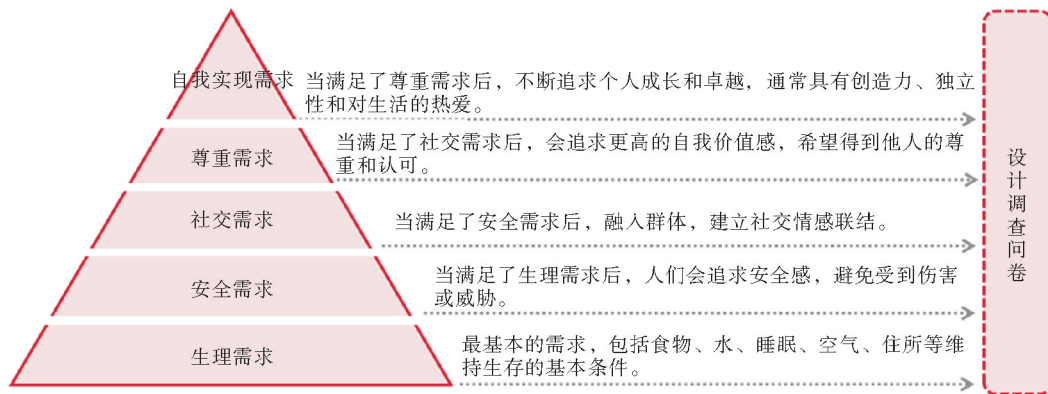 自我实现需求
当满足了尊重需求后，不断追求个人成长和卓越，通常具有创造力、独立
性和对生活的热爱。
尊重需求
当满足了社交需求后，会追求更高的自我价值感，希望得到他人的尊
重和认可。
社交需求
当满足了安全需求后，融入群体，建立社交情感联结。
安全需求
当满足了生理需求后，人们会追求安全感，避免受到伤害
或威胁。
生理需求
最基本的需求，包括食物、水、睡眠、空气、住所等维
持生存的基本条件。
设计调查问卷